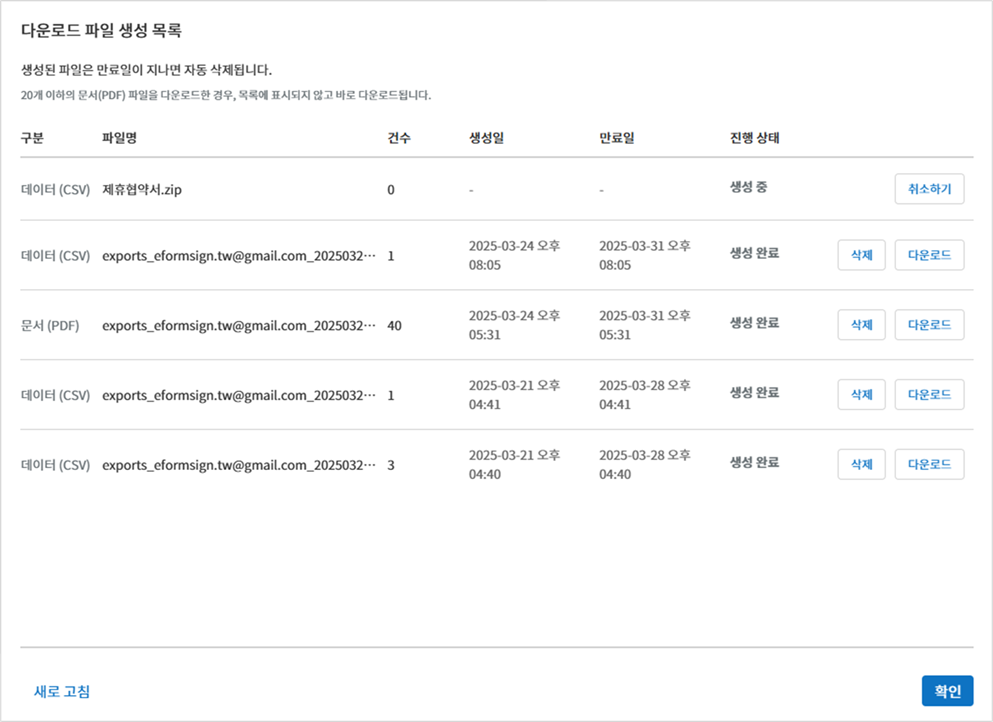 다운로드 파일 생성 목록
생성된 파일은 만료일이 지나면 자동 삭제됩니다.
20개 이하의 문서(PDF) 파일을 다운로드한 경우, 목록에 표시되지 않고 바로 다운로드됩니다.
구분 파일명 건수 생성일 만료일 진행 상태
데이터 (CSV) 제휴협약서.zip 0 - - 생성 중 취소하기
데이터 (CSV) exports_eformsign.tw@gmail.com_2025032··· 1 2025-03-24 오후 08:05 2025-03-31 오후 08:05 생성 완료 삭제 다운로드
문서 (PDF) exports_eformsign.tw@gmail.com_2025032··· 40 2025-03-24 오후 05:31 2025-03-31 오후 05:31 생성 완료 삭제 다운로드
데이터 (CSV) exports_eformsign.tw@gmail.com_2025032··· 1 2025-03-21 오후 04:41 2025-03-28 오후 04:41 생성 완료 삭제 다운로드
데이터 (CSV) exports_eformsign.tw@gmail.com_2025032··· 3 2025-03-21 오후 04:40 2025-03-28 오후 04:40 생성 완료 삭제 다운로드
새로 고침 확인